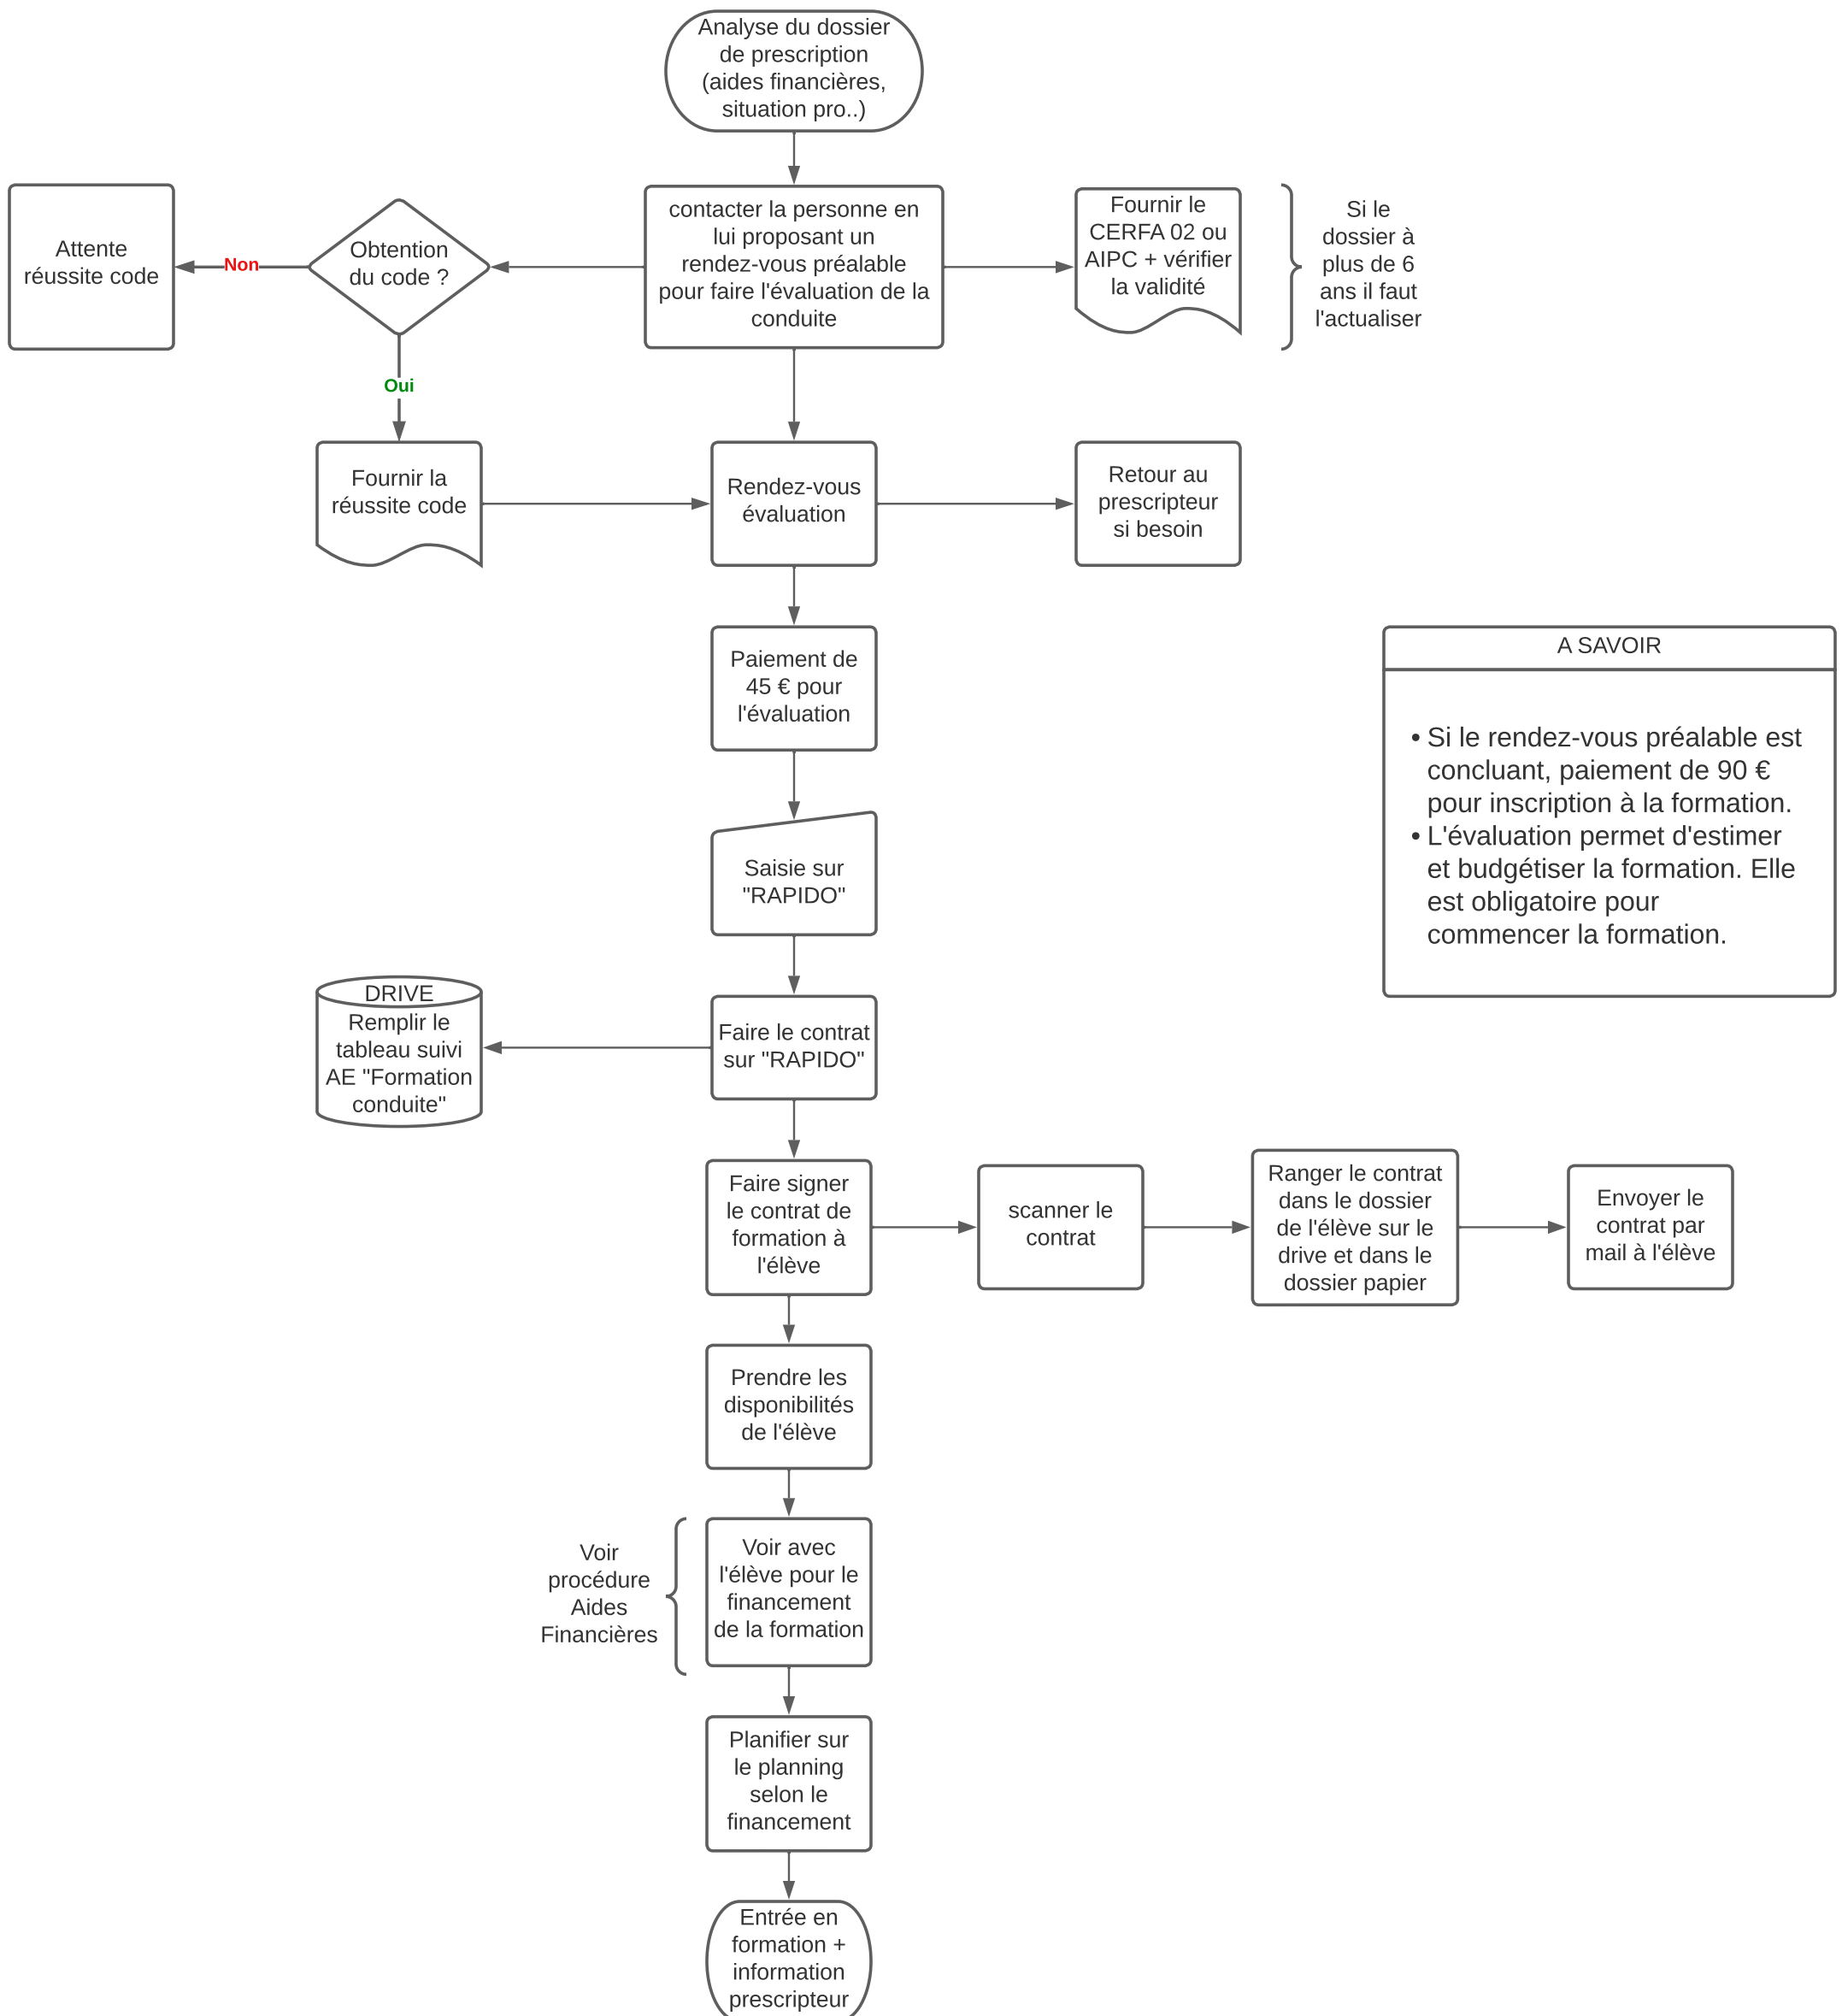 Analyse du dossier
de prescription
(aides financières,
situation pro..)
Attente
réussite code
Non
Obtention
du code ?
contacter la personne en
lui proposant un
rendez-vous préalable
pour faire l'évaluation de la
conduite
Fournir le
CERFA 02 ou
AIPC + vérifier
la validité
Si le
dossier à
plus de 6
ans il faut
l'actualiser
Oui
Fournir la
réussite code
Rendez-vous
évaluation
Retour au
prescripteur
si besoin
Paiement de
45 € pour
l'évaluation
A SAVOIR
• Si le rendez-vous préalable est
concluant, paiement de 90 €
pour inscription à la formation.
• L'évaluation permet d'estimer
et budgétiser la formation. Elle
est obligatoire pour
commencer la formation.
Saisie sur
"RAPIDO"
DRIVE
Remplir le
tableau suivi
AE "Formation
conduite"
Faire le contrat
sur "RAPIDO"
Faire signer
le contrat de
formation à
l'élève
scanner le
contrat
Ranger le contrat
dans le dossier
de l'élève sur le
drive et dans le
dossier papier
Envoyer le
contrat par
mail à l'élève
Prendre les
disponibilités
de l'élève
Voir
procédure
Aides
Financières
Voir avec
l'élève pour le
financement
de la formation
Planifier sur
le planning
selon le
financement
Entrée en
formation +
information
prescripteur